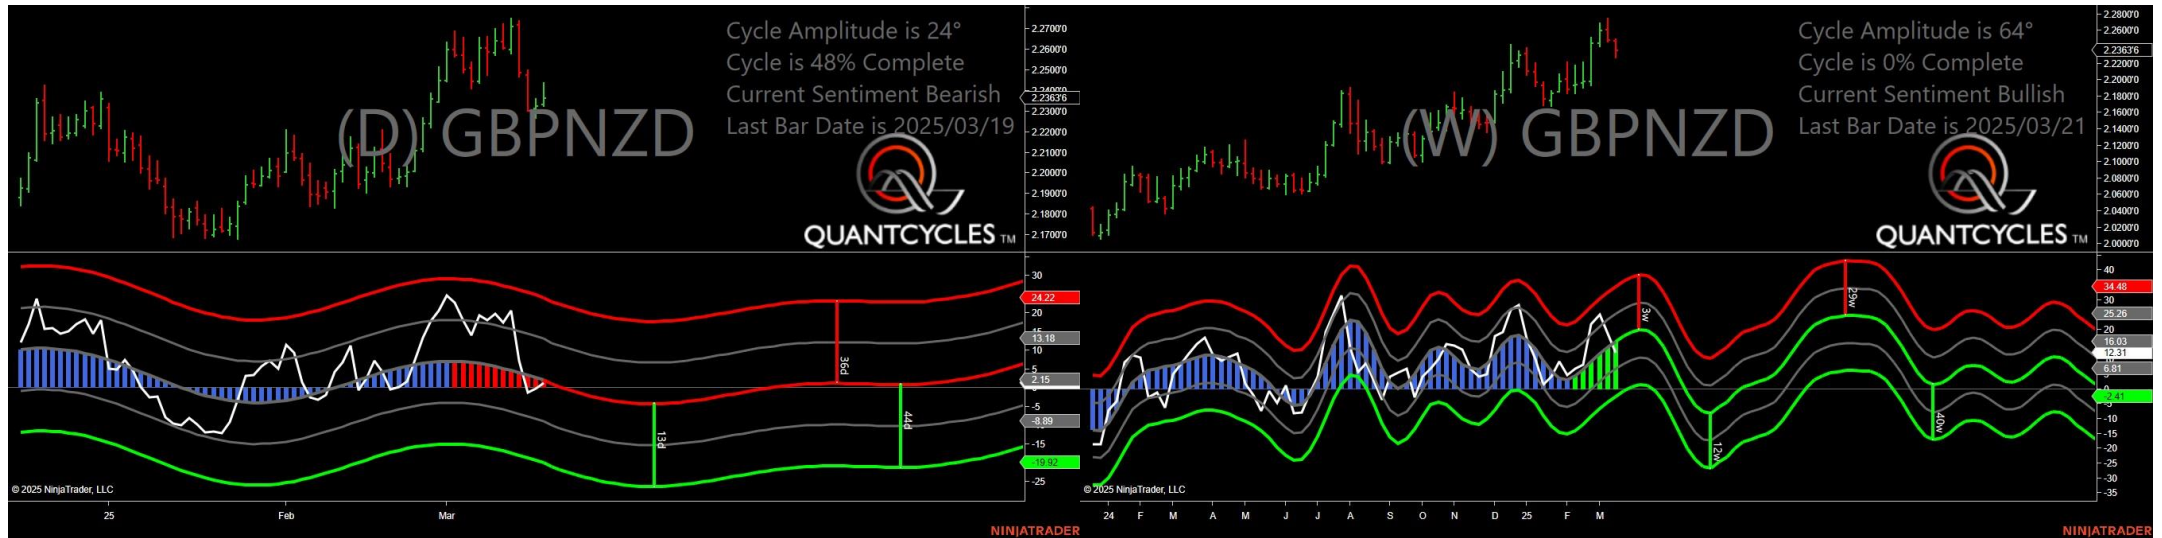 Cycle Amplitude is 24°
Cycle is 48% Complete
Current Sentiment Bearish
Last Bar Date is 2025/03/19
(D) GBPNZD
QUANTCYCLES TM
2.2700'0
2.2600'0
2.2500'0
2.2400'0
2.2363'6
2.2200'0
2.2100'0
2.2000'0
2.1900'0
2.1800'0
2.1700'0
30
24.22
20
15
13.18
10
5
2.15
-5
-8.89
-15
-19.92
-25
36d
13d
44d
© 2025 NinjaTrader, LLC
25 Feb Mar
NINJATRADER
Cycle Amplitude is 64°
Cycle is 0% Complete
Current Sentiment Bullish
Last Bar Date is 2025/03/21
(W) GBPNZD
QUANTCYCLES TM
2.2800'0
2.2600'0
2.2363'6
2.2200'0
2.2000'0
2.1800'0
2.1600'0
2.1400'0
2.1200'0
2.1000'0
2.0800'0
2.0600'0
2.0400'0
2.0200'0
2.0000'0
40
34.48
30
25.26
20
16.03
12.31
6.81
0
-2.41
-10
-15
-20
-25
-30
-35
3w
29w
12w
40w
© 2025 NinjaTrader, LLC
24 F M A M J J A S O N D 25 F M
NINJATRADER